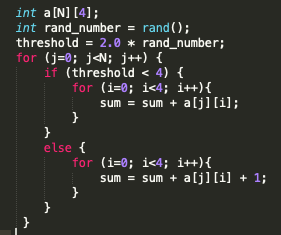 int a[N][4];
int rand_number = rand();
threshold = 2.0 * rand_number;
for (j=0; j<N; j++) {
    if (threshold < 4) {
        for (i=0; i<4; i++){
            sum = sum + a[j][i];
        }
    }
    else {
        for (i=0; i<4; i++){
            sum = sum + a[j][i] + 1;
        }
    }
}